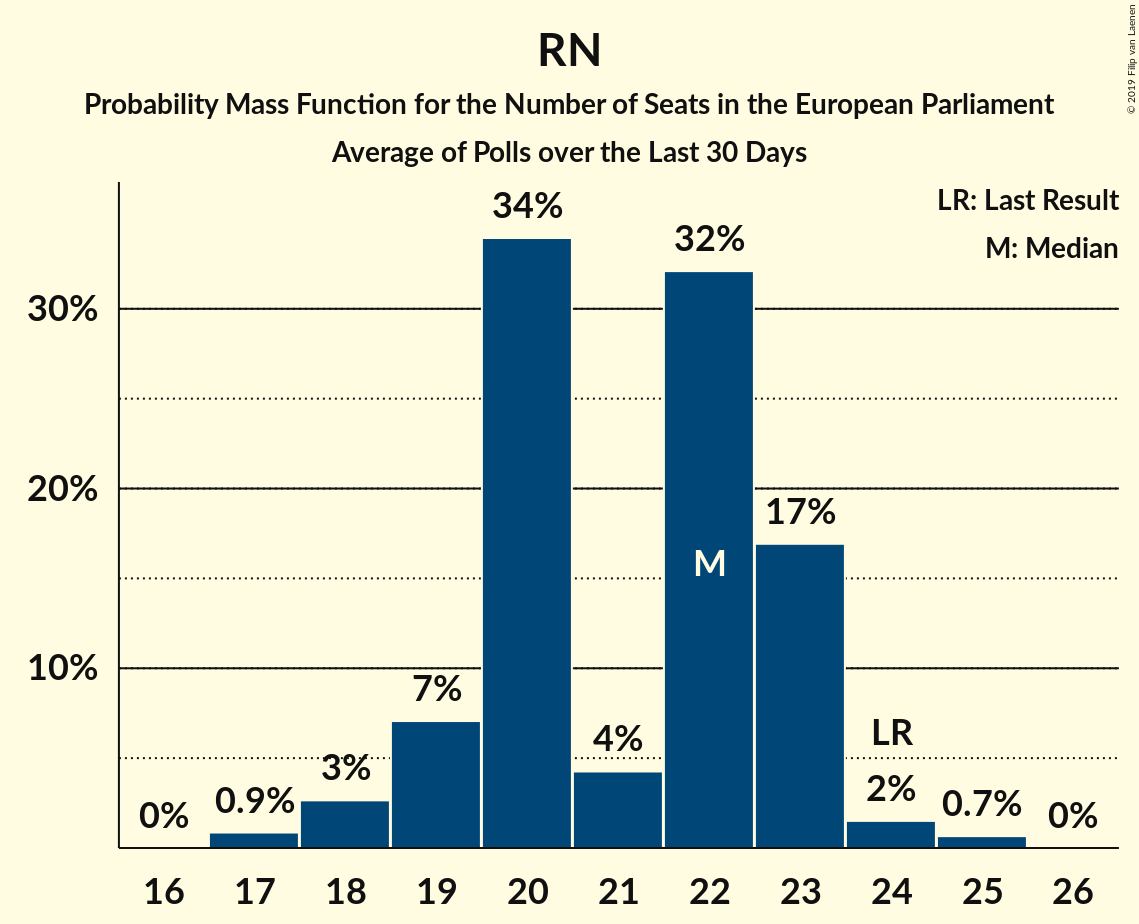 RN
Probability Mass Function for the Number of Seats in the European Parliament
Average of Polls over the Last 30 Days
© 2019 Filip van Laenen
LR: Last Result
M: Median
34%
32%
30%
20%
17%
M
10%
7%
4%
LR
3%
2%
0%
0.9%
0.7%
0%
16 17 18 19 20 21 22 23 24 25 26